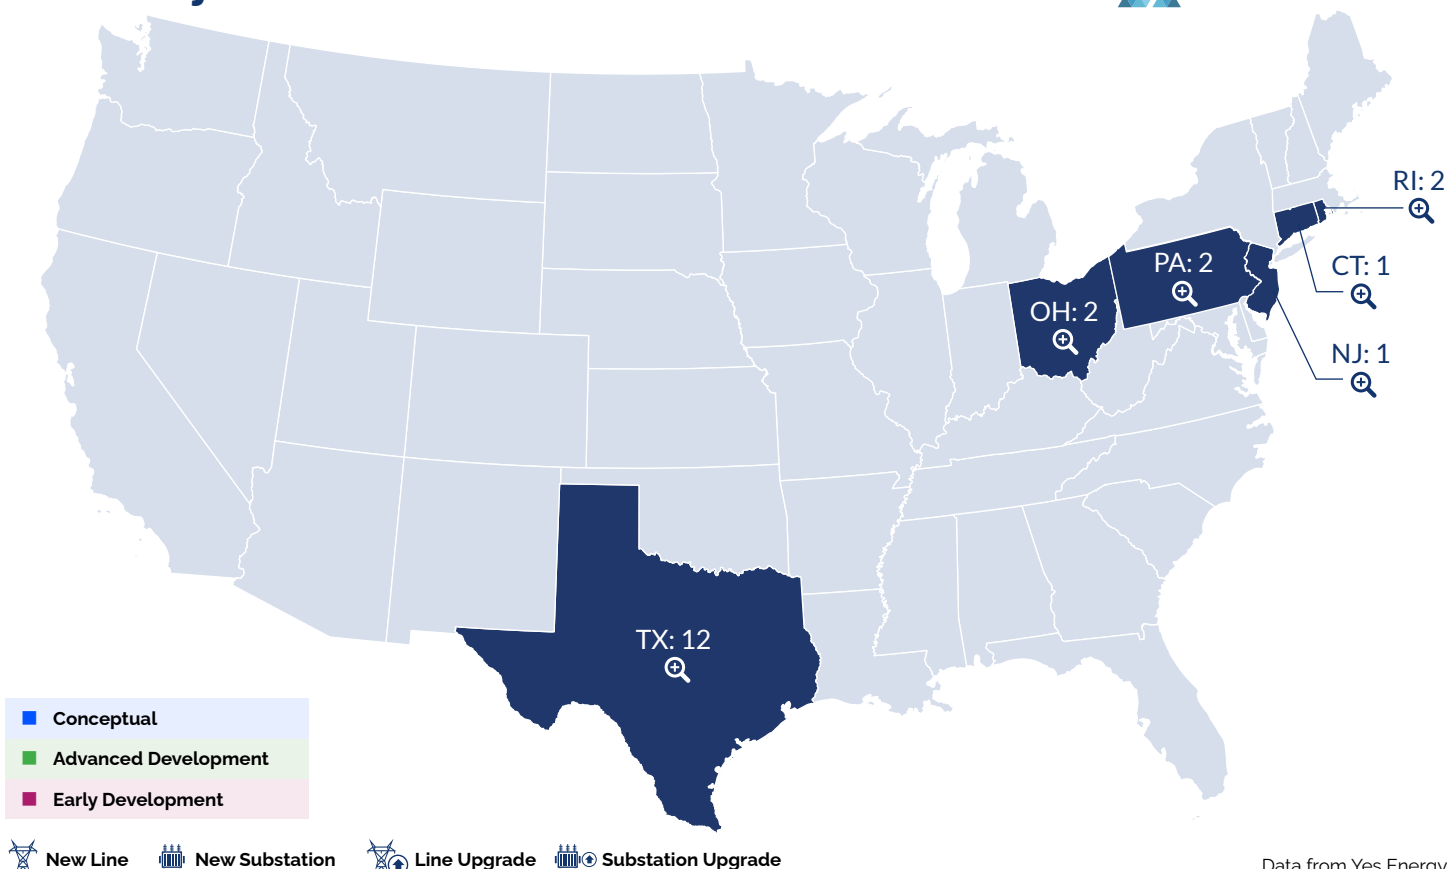 RI: 2
CT: 1
PA: 2
OH: 2
NJ: 1
TX: 12
Conceptual
Advanced Development
Early Development
New Line New Substation Line Upgrade Substation Upgrade
Data from Yes Energy